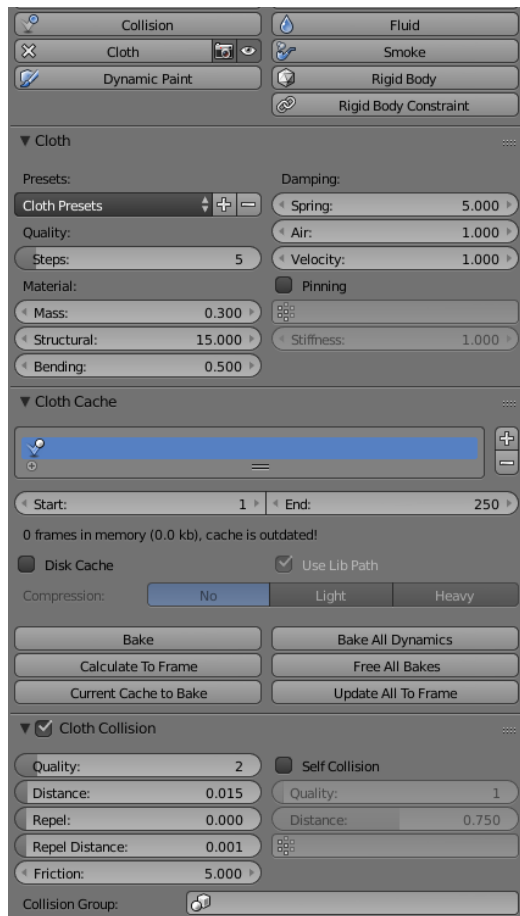 Collision Fluid
Cloth Smoke
Dynamic Paint Rigid Body
Rigid Body Constraint
Cloth
Presets: Damping:
Cloth Presets Spring: 5.000
Quality: Air: 1.000
Steps: 5 Velocity: 1.000
Material: Pinning
Mass: 0.300
Structural: 15.000 Stiffness: 1.000
Bending: 0.500
Cloth Cache
Start: 1 End: 250
0 frames in memory (0.0 kb), cache is outdated!
Disk Cache Use Lib Path
Compression: No Light Heavy
Bake Bake All Dynamics
Calculate To Frame Free All Bakes
Current Cache to Bake Update All To Frame
Cloth Collision
Quality: 2 Self Collision
Distance: 0.015 Quality: 1
Repel: 0.000 Distance: 0.750
Repel Distance: 0.001
Friction: 5.000
Collision Group: